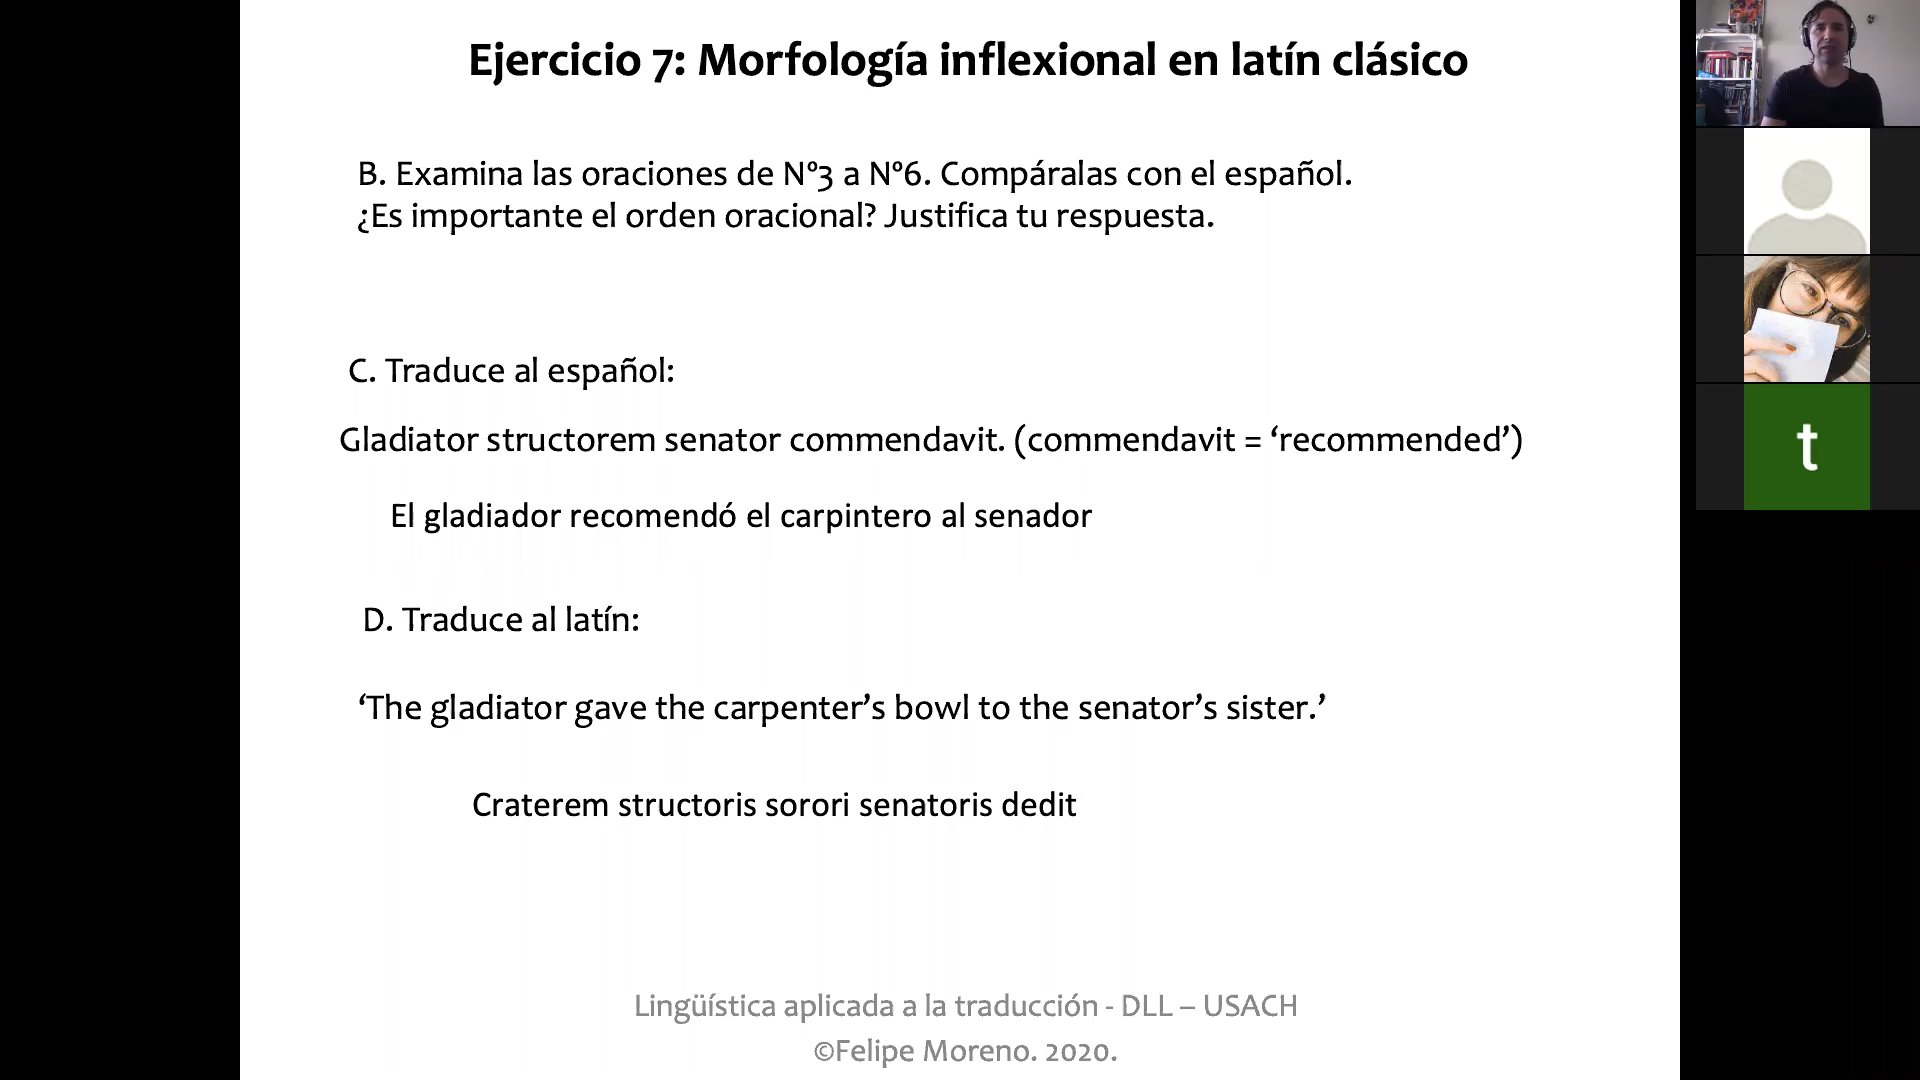 Ejercicio 7: Morfología inflexional en latín clásico
B. Examina las oraciones de Nº3 a Nº6. Compáralas con el español.
¿Es importante el orden oracional? Justifica tu respuesta.
C. Traduce al español:
Gladiator structorem senator commendavit. (commendavit = ‘recommended’)
El gladiador recomendó el carpintero al senador
D. Traduce al latín:
‘The gladiator gave the carpenter’s bowl to the senator’s sister.’
Craterem structoris sorori senatoris dedit
Lingüística aplicada a la traducción - DLL – USACH
©Felipe Moreno. 2020.
t